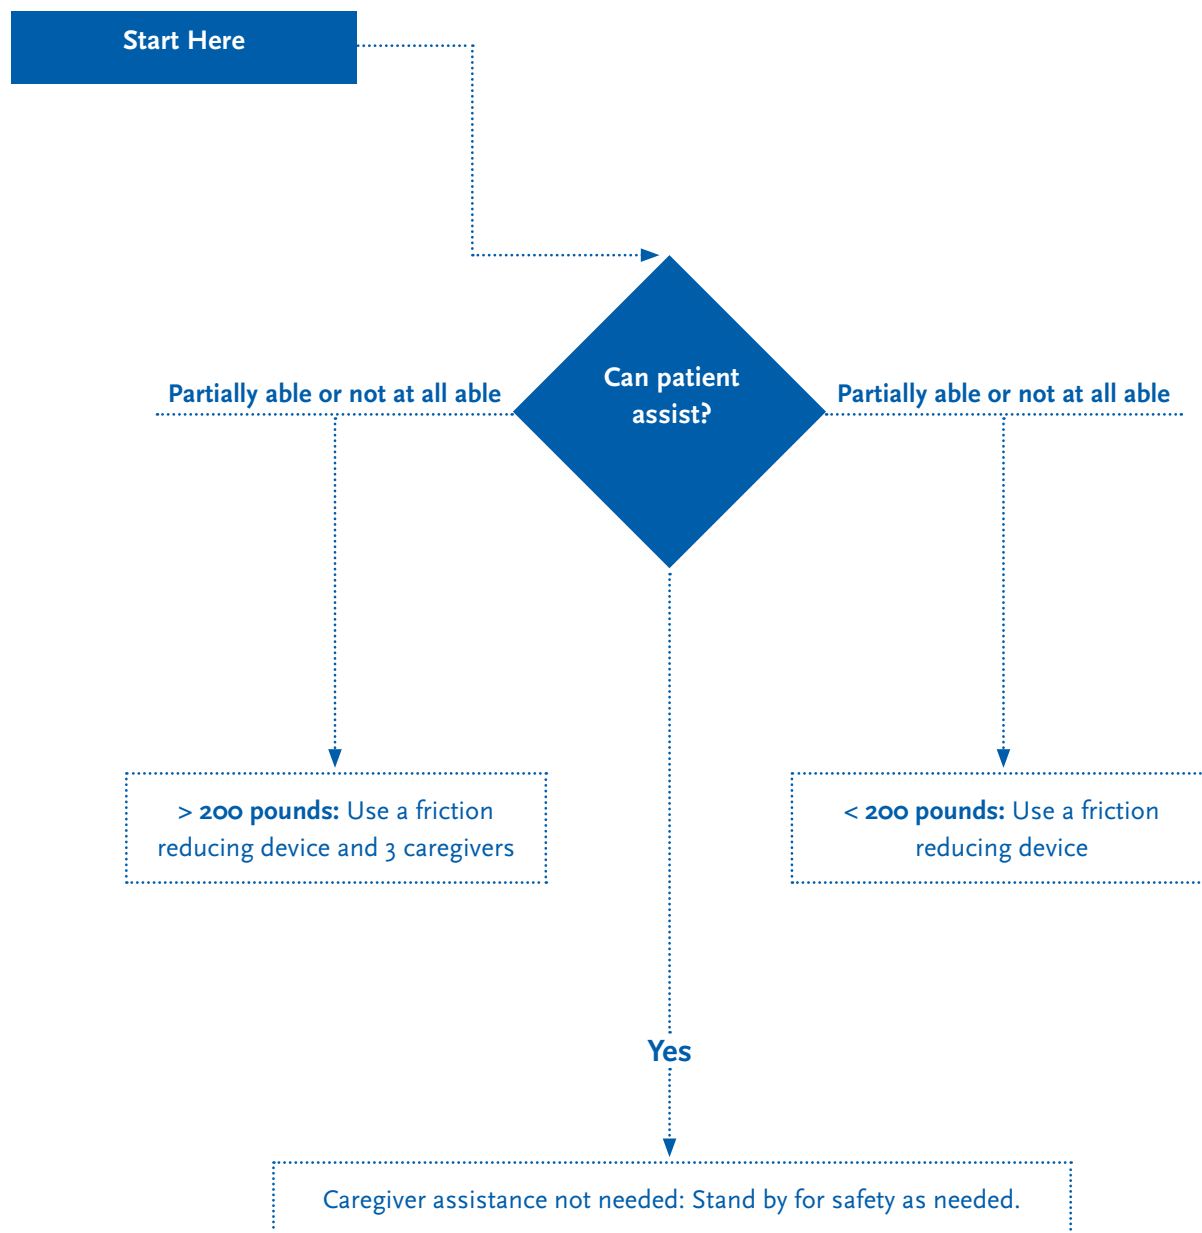 Start Here
Can patient
assist?
Partially able or not at all able
Partially able or not at all able
> 200 pounds: Use a friction
reducing device and 3 caregivers
< 200 pounds: Use a friction
reducing device
Yes
Caregiver assistance not needed: Stand by for safety as needed.